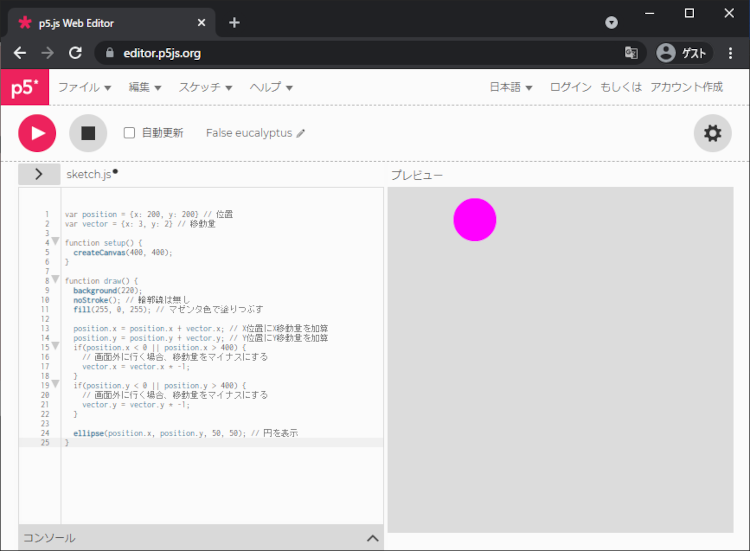 p5.js Web Editor
editor.p5js.org
ゲスト
p5* ファイル 編集 スケッチ ヘルプ 日本語 ログイン もしくは アカウント作成
自動更新 False eucalyptus
sketch.js プレビュー
1 var position = {x: 200, y: 200} // 位置
2 var vector = {x: 3, y: 2} // 移動量
3
4 function setup() {
5 createCanvas(400, 400);
6 }
7
8 function draw() {
9 background(220);
10 noStroke(); // 輪郭線は無し
11 fill(255, 0, 255); // マゼンタ色で塗りつぶす
12
13 position.x = position.x + vector.x; // X位置にX移動量を加算
14 position.y = position.y + vector.y; // Y位置にY移動量を加算
15 if(position.x < 0 || position.x > 400) {
16 // 画面外に行く場合、移動量をマイナスにする
17 vector.x = vector.x + -1;
18 }
19 if(position.y < 0 || position.y > 400) {
20 // 画面外に行く場合、移動量をマイナスにする
21 vector.y = vector.y + -1;
22 }
23
24 ellipse(position.x, position.y, 50, 50); // 円を表示
25 }
コンソール